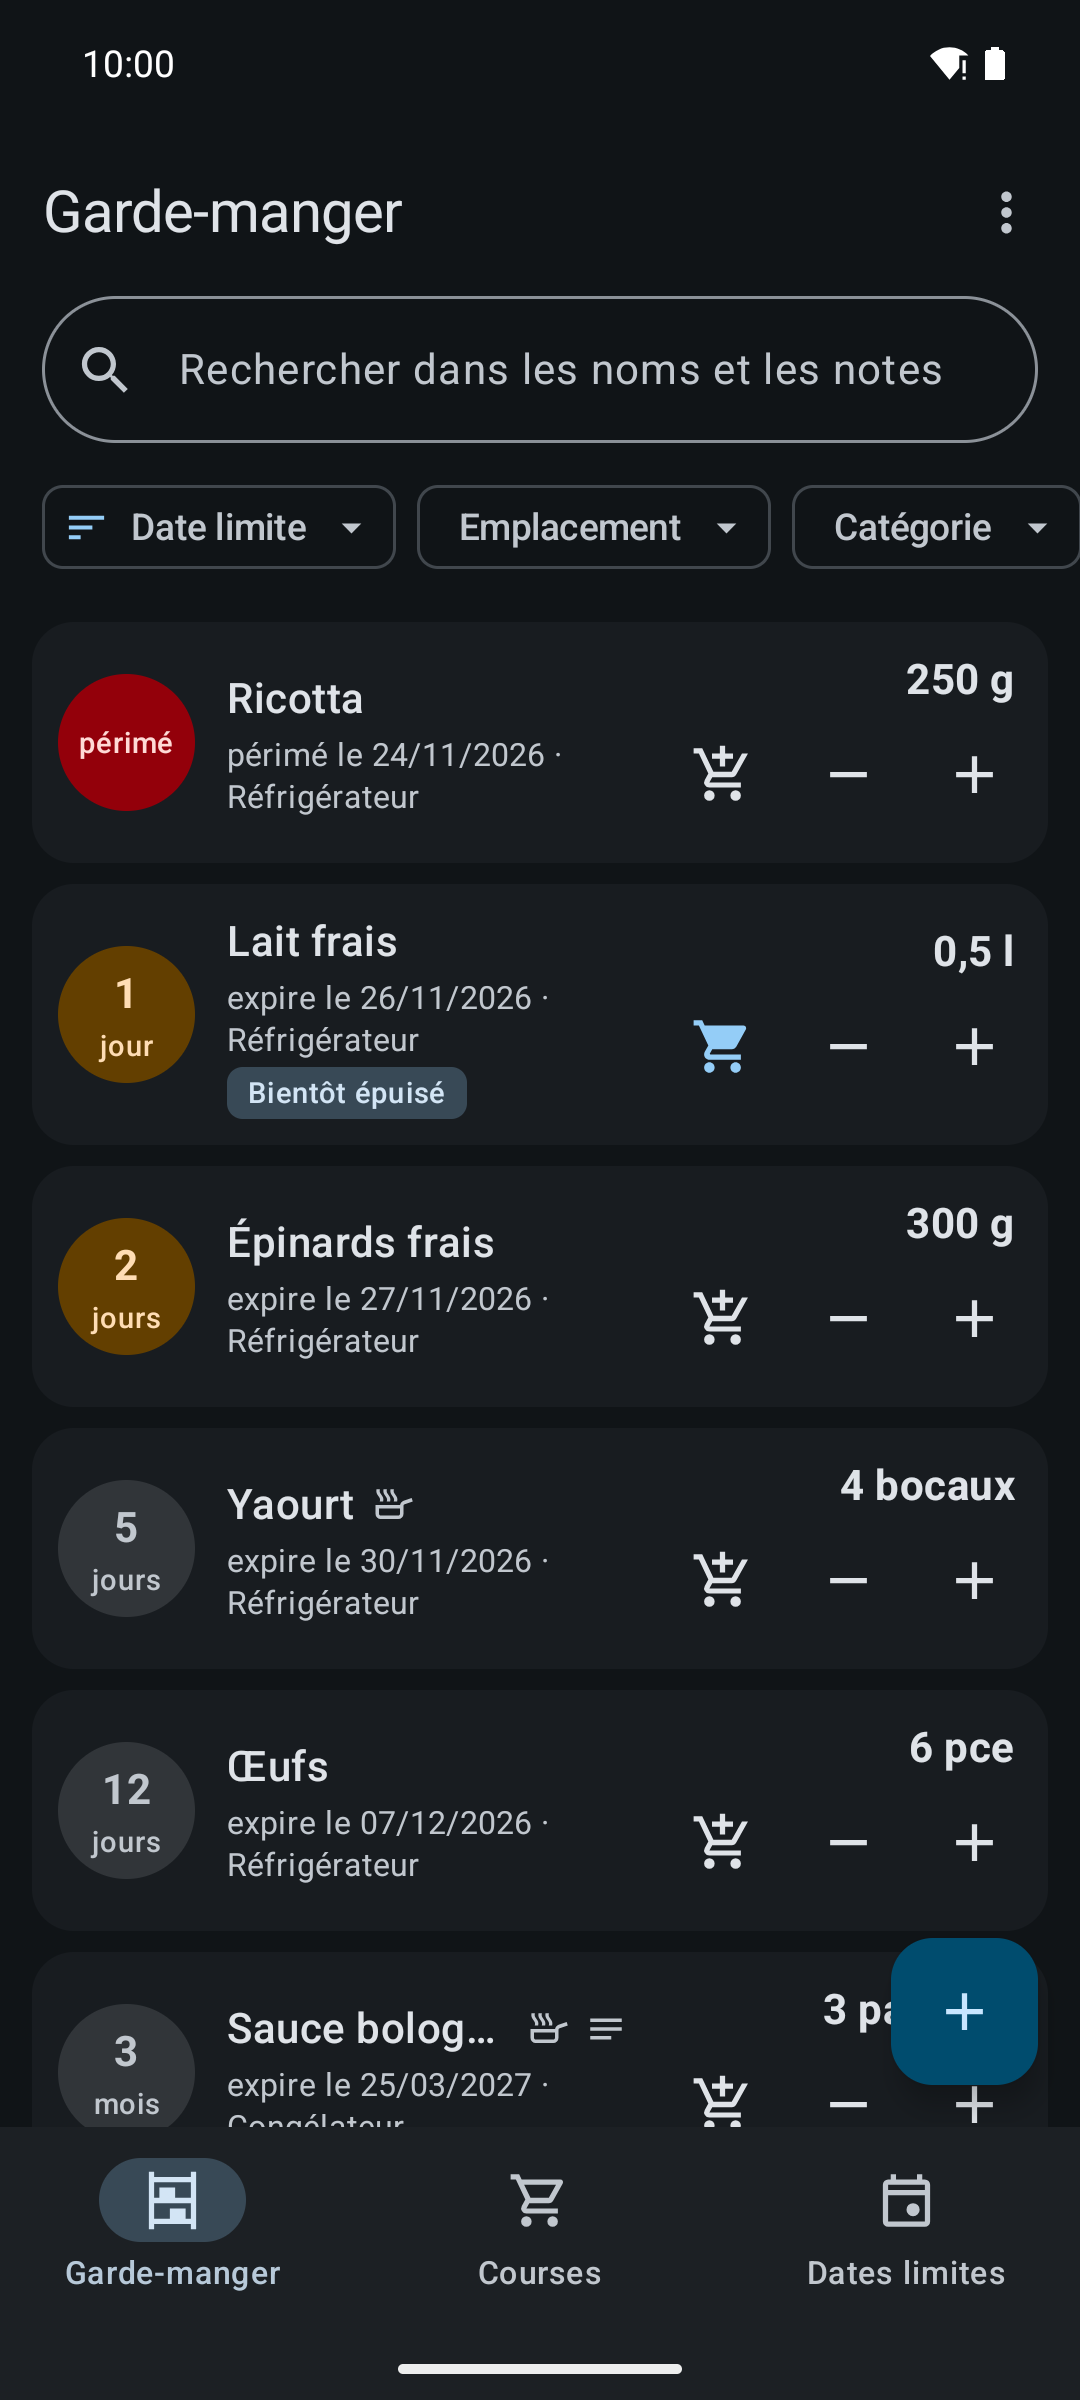 10:00
Garde-manger
Rechercher dans les noms et les notes
Date limite
Emplacement
Catégorie
périmé
Ricotta
périmé le 24/11/2026 ·
Réfrigérateur
250 g
1
jour
Lait frais
expire le 26/11/2026 ·
Réfrigérateur
Bientôt épuisé
0,5 l
2
jours
Épinards frais
expire le 27/11/2026 ·
Réfrigérateur
300 g
5
jours
Yaourt
expire le 30/11/2026 ·
Réfrigérateur
4 bocaux
12
jours
Œufs
expire le 07/12/2026 ·
Réfrigérateur
6 pce
3
mois
Sauce bolog...
expire le 25/03/2027 ·
Congélateur
3
Garde-manger
Courses
Dates limites